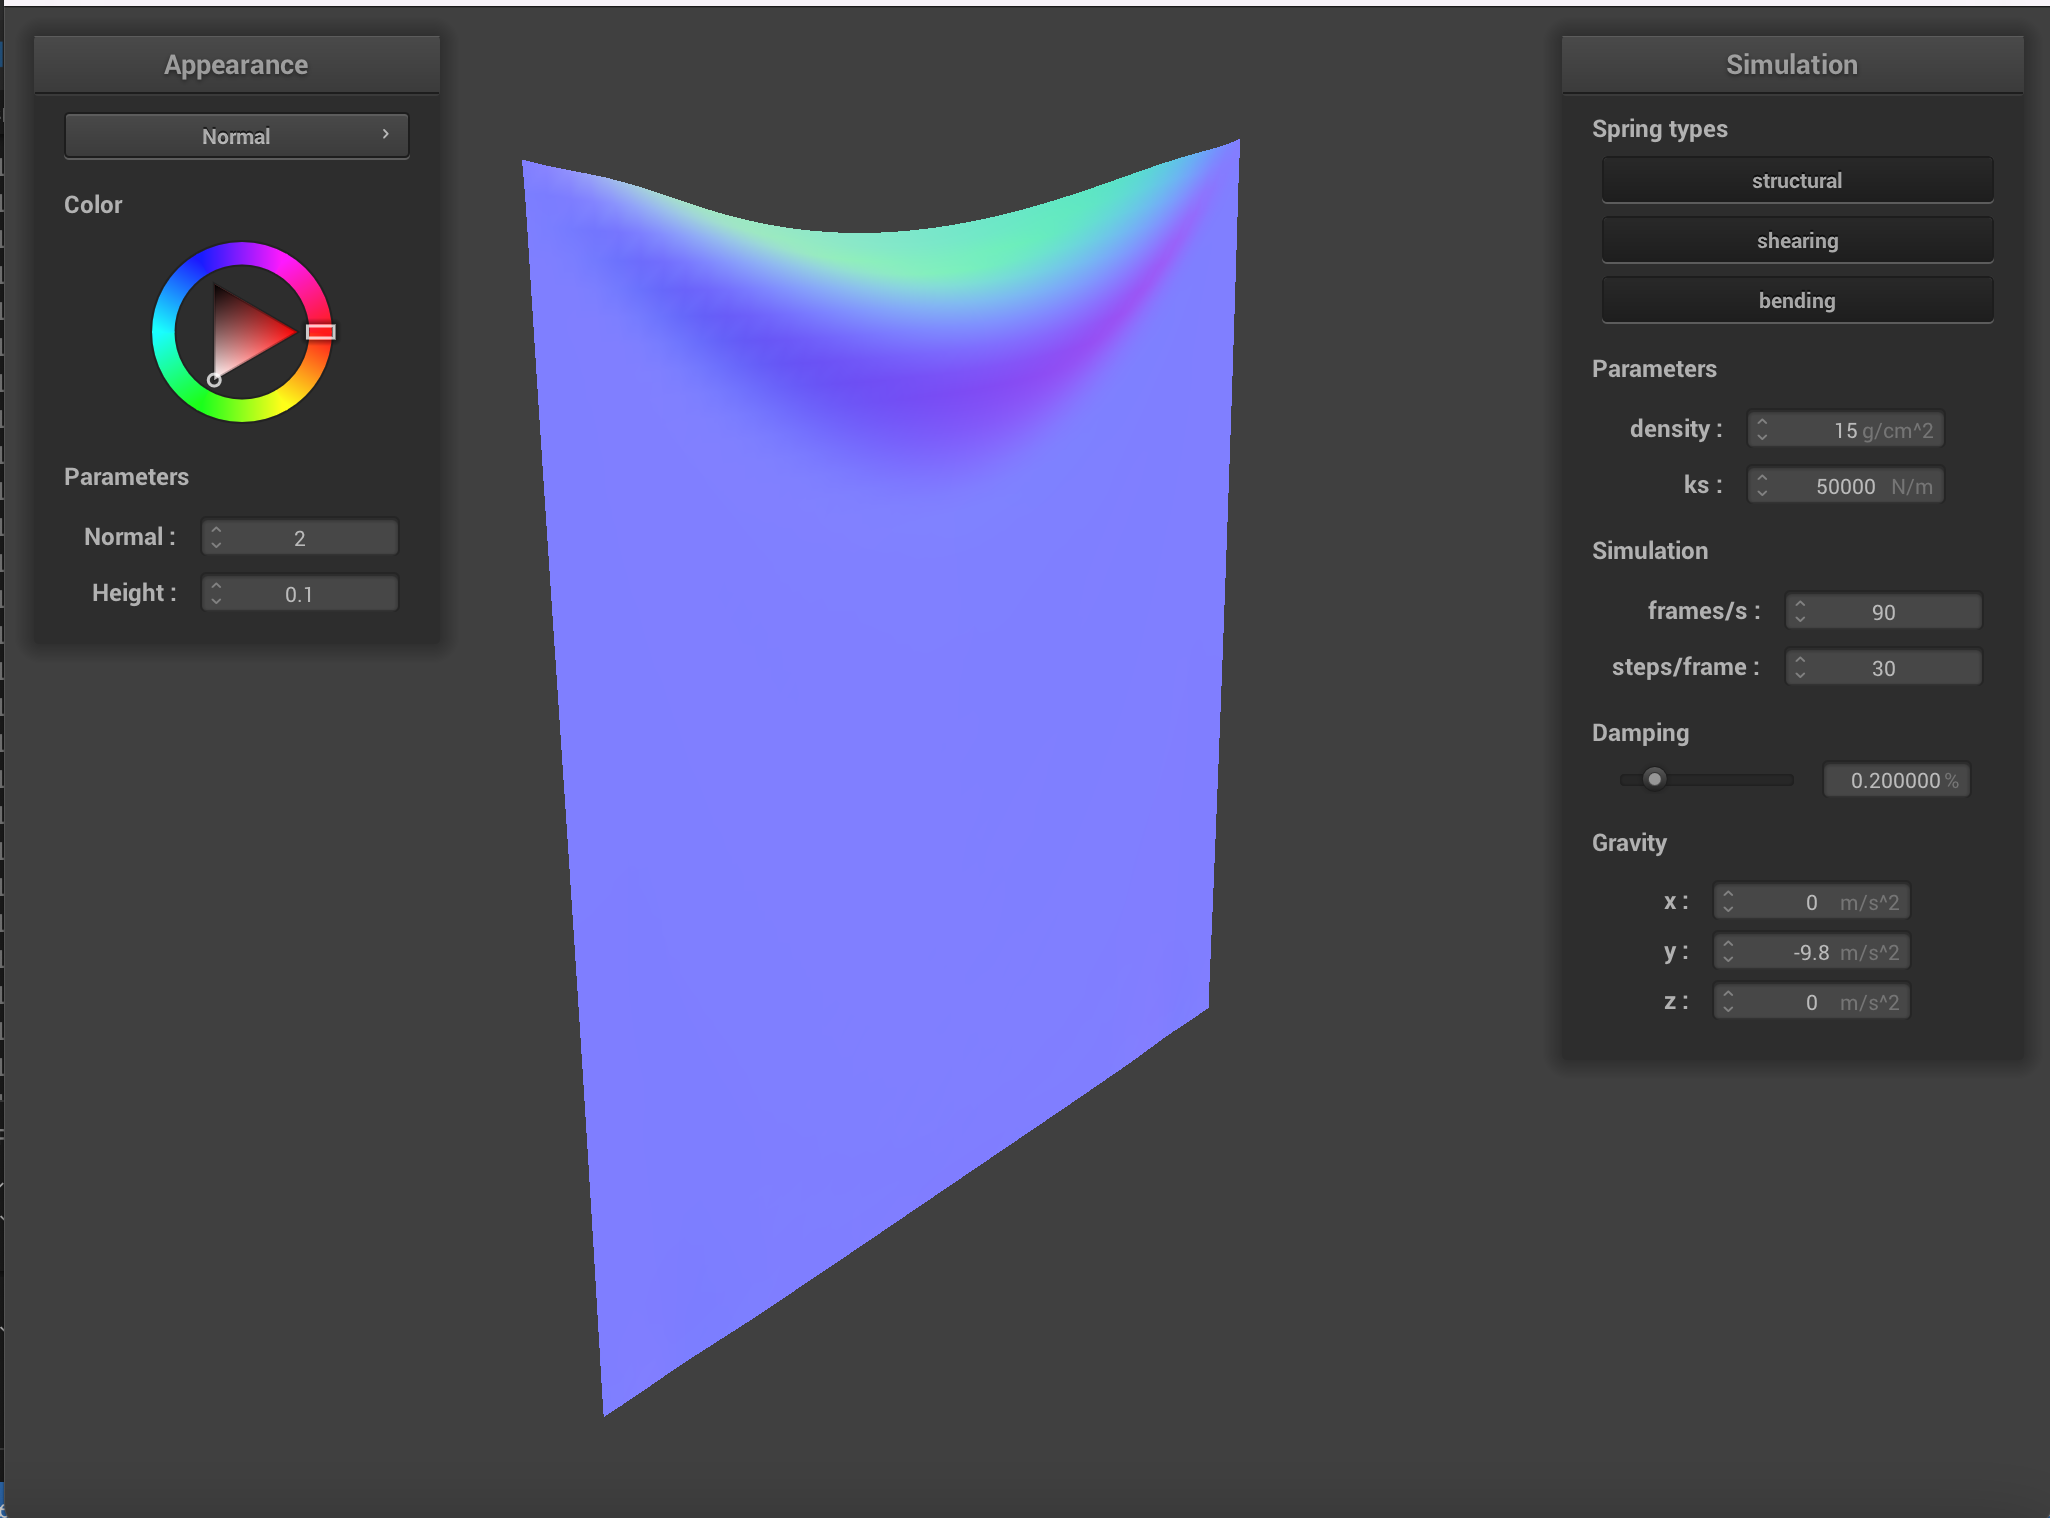 Appearance
Normal
Color
Parameters
Normal :
2
Height :
0.1
Simulation
Spring types
structural
shearing
bending
Parameters
density :
15 g/cm^2
ks :
50000 N/m
Simulation
frames/s :
90
steps/frame :
30
Damping
0.200000 %
Gravity
x :
0 m/s^2
y :
-9.8 m/s^2
z :
0 m/s^2